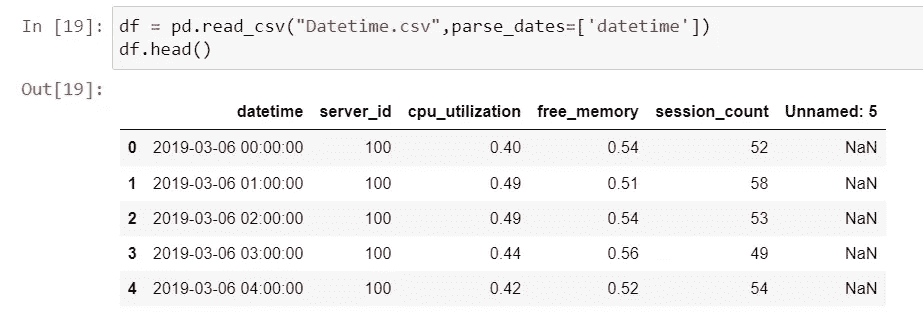 In [19]: df = pd.read_csv("Datetime.csv",parse_dates=['datetime'])
df.head()
Out[19]:
datetime server_id cpu_utilization free_memory session_count Unnamed: 5
0 2019-03-06 00:00:00 100 0.40 0.54 52 NaN
1 2019-03-06 01:00:00 100 0.49 0.51 58 NaN
2 2019-03-06 02:00:00 100 0.49 0.54 53 NaN
3 2019-03-06 03:00:00 100 0.44 0.56 49 NaN
4 2019-03-06 04:00:00 100 0.42 0.52 54 NaN